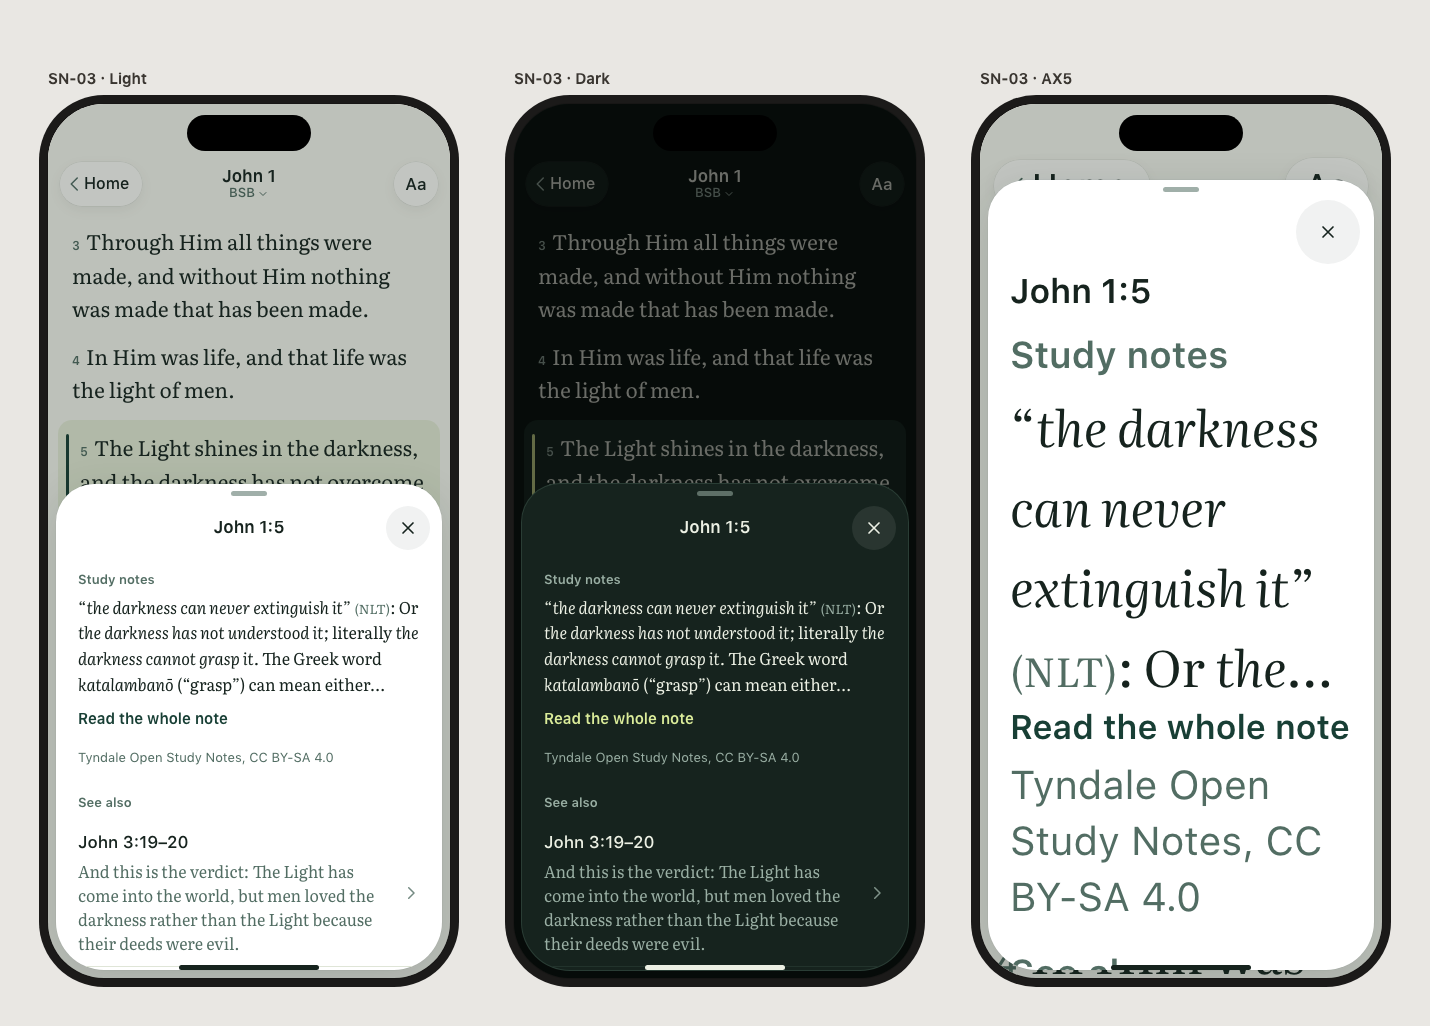 SN-03 · Light
Home
John 1
BSB
Aa
3 Through Him all things were
made, and without Him nothing
was made that has been made.
4 In Him was life, and that life was
the light of men.
5 The Light shines in the darkness,
and the darkness has not overcome
John 1:5
Study notes
“the darkness can never extinguish it” (NLT): Or
the darkness has not understood it; literally the
darkness cannot grasp it. The Greek word
katalambanō (“grasp”) can mean either…
Read the whole note
Tyndale Open Study Notes, CC BY-SA 4.0
See also
John 3:19–20
And this is the verdict: The Light has
come into the world, but men loved the
darkness rather than the Light because
their deeds were evil.
SN-03 · Dark
Home
John 1
BSB
Aa
3 Through Him all things were
made, and without Him nothing
was made that has been made.
4 In Him was life, and that life was
the light of men.
5 The Light shines in the darkness,
and the darkness has not overcome
John 1:5
Study notes
“the darkness can never extinguish it” (NLT): Or
the darkness has not understood it; literally the
darkness cannot grasp it. The Greek word
katalambanō (“grasp”) can mean either…
Read the whole note
Tyndale Open Study Notes, CC BY-SA 4.0
See also
John 3:19–20
And this is the verdict: The Light has
come into the world, but men loved the
darkness rather than the Light because
their deeds were evil.
SN-03 · AX5
Home
Aa
John 1:5
Study notes
“the darkness
can never
extinguish it”
(NLT): Or the…
Read the whole note
Tyndale Open
Study Notes, CC
BY-SA 4.0